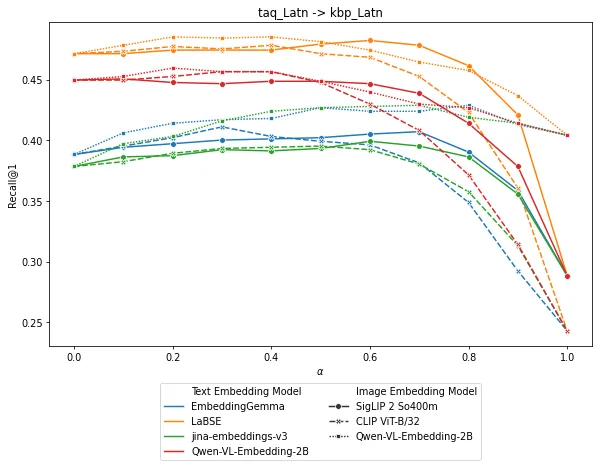 taq_Latn -> kbp_Latn
Recall@1
0.45
0.40
0.35
0.30
0.25
0.0 0.2 0.4 0.6 0.8 1.0
α
Text Embedding Model Image Embedding Model
EmbeddingGemma SigLIP 2 So400m
LaBSE CLIP ViT-B/32
jina-embeddings-v3 Qwen-VL-Embedding-2B
Qwen-VL-Embedding-2B